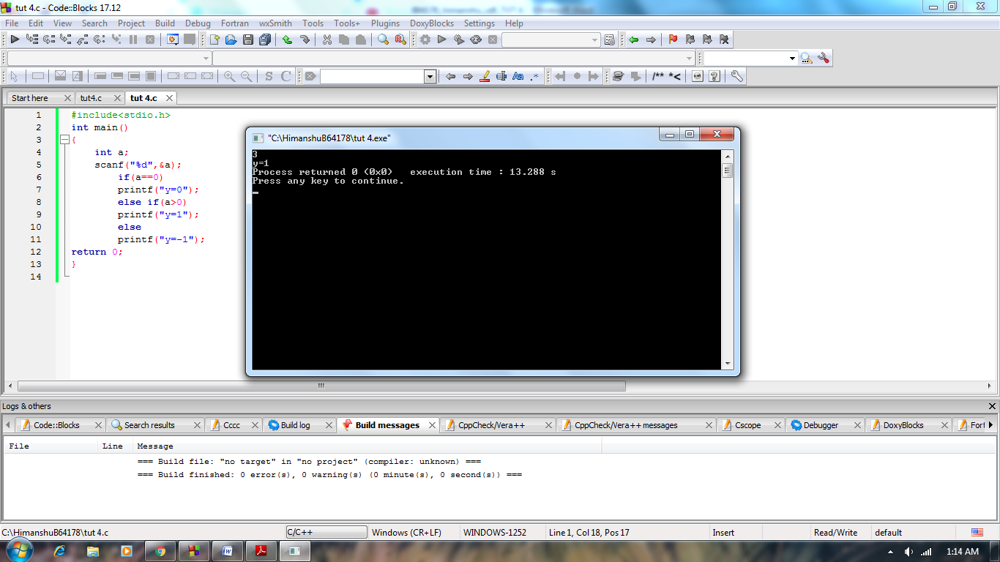 tut 4.c - Code::Blocks 17.12
File Edit View Search Project Build Debug Fortran wxSmith Tools Tools+ Plugins DoxyBlocks Settings Help
S C Aa .* /** *<
Start here tut4.c tut 4.c
1 #include<stdio.h>
2 int main()
3 {
4 int a;
5 scanf("%d",&a);
6 if(a==0)
7 printf("y=0");
8 else if(a>0)
9 printf("y=1");
10 else
11 printf("y=-1");
12 return 0;
13 }
14
"C:\HimanshuB64178\tut 4.exe"
3
y=1
Process returned 0 (0x0)   execution time : 13.288 s
Press any key to continue.
Logs & others
Code::Blocks Search results Cccc Build log Build messages CppCheck/Vera++ CppCheck/Vera++ messages Cscope Debugger DoxyBlocks Fort
File Line Message
=== Build file: "no target" in "no project" (compiler: unknown) ===
=== Build finished: 0 error(s), 0 warning(s) (0 minute(s), 0 second(s)) ===
C:\HimanshuB64178\tut 4.c C/C++ Windows (CR+LF) WINDOWS-1252 Line 1, Col 18, Pos 17 Insert Read/Write default
1:14 AM